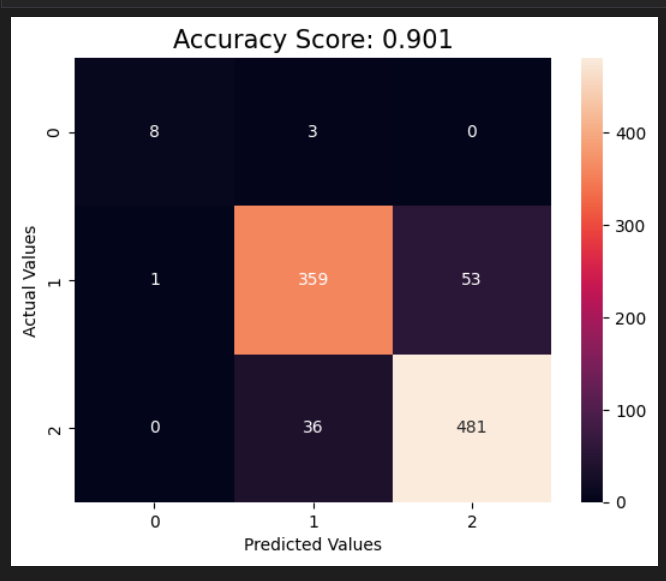 Accuracy Score: 0.901
0 8 3 0
400
300
Actual Values
1 1 359 53
200
100
2 0 36 481
0
0 1 2
Predicted Values